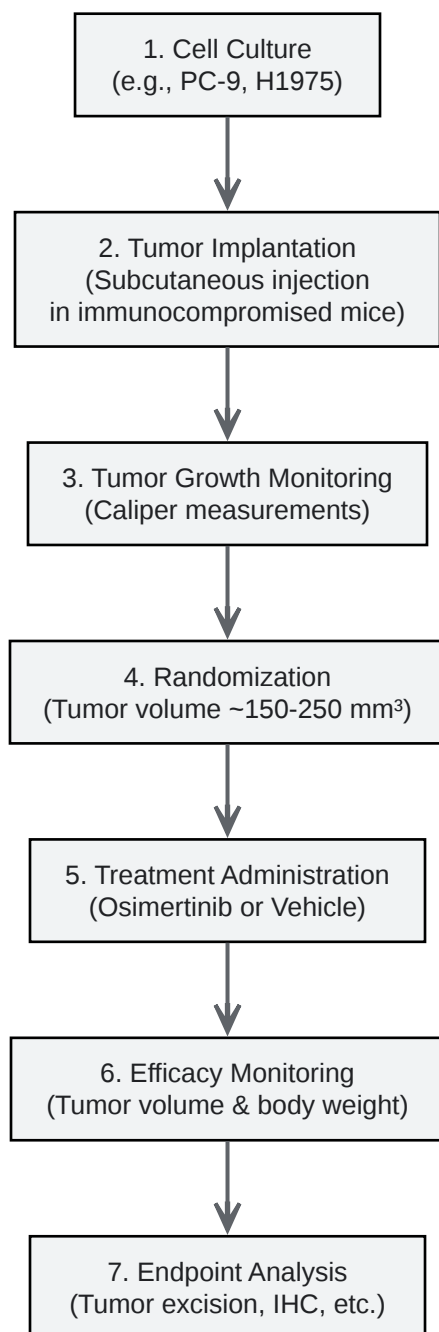 1. Cell Culture
(e.g., PC-9, H1975)
2. Tumor Implantation
(Subcutaneous injection
in immunocompromised mice)
3. Tumor Growth Monitoring
(Caliper measurements)
4. Randomization
(Tumor volume ~150-250 mm³)
5. Treatment Administration
(Osimertinib or Vehicle)
6. Efficacy Monitoring
(Tumor volume & body weight)
7. Endpoint Analysis
(Tumor excision, IHC, etc.)